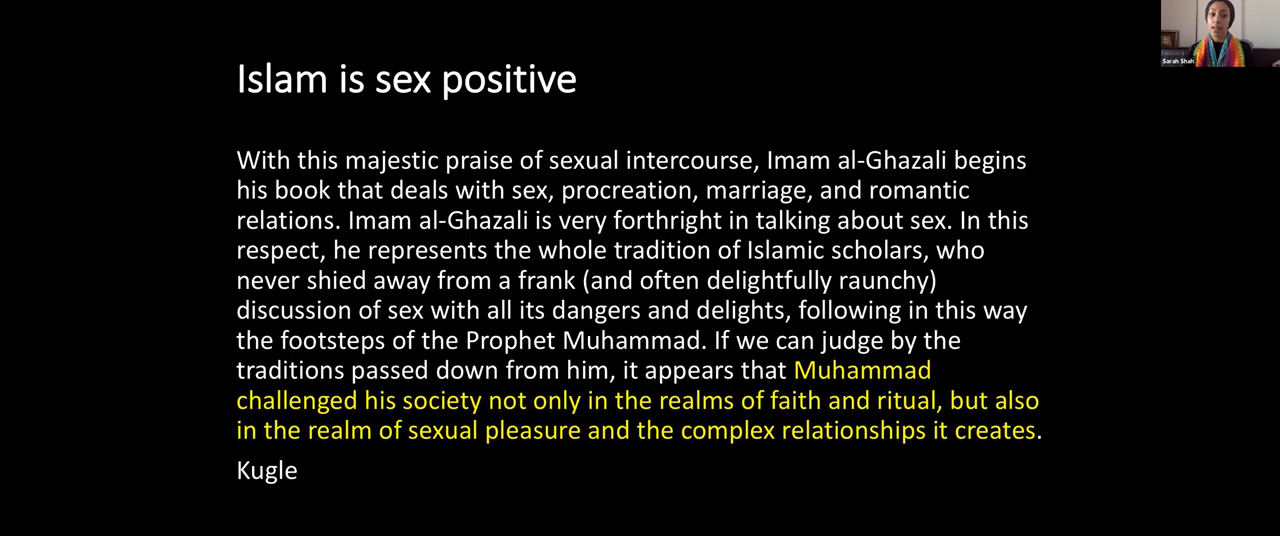 Islam is sex positive
Sarah Shah
With this majestic praise of sexual intercourse, Imam al-Ghazali begins
his book that deals with sex, procreation, marriage, and romantic
relations. Imam al-Ghazali is very forthright in talking about sex. In this
respect, he represents the whole tradition of Islamic scholars, who
never shied away from a frank (and often delightfully raunchy)
discussion of sex with all its dangers and delights, following in this way
the footsteps of the Prophet Muhammad. If we can judge by the
traditions passed down from him, it appears that Muhammad
challenged his society not only in the realms of faith and ritual, but also
in the realm of sexual pleasure and the complex relationships it creates.
Kugle